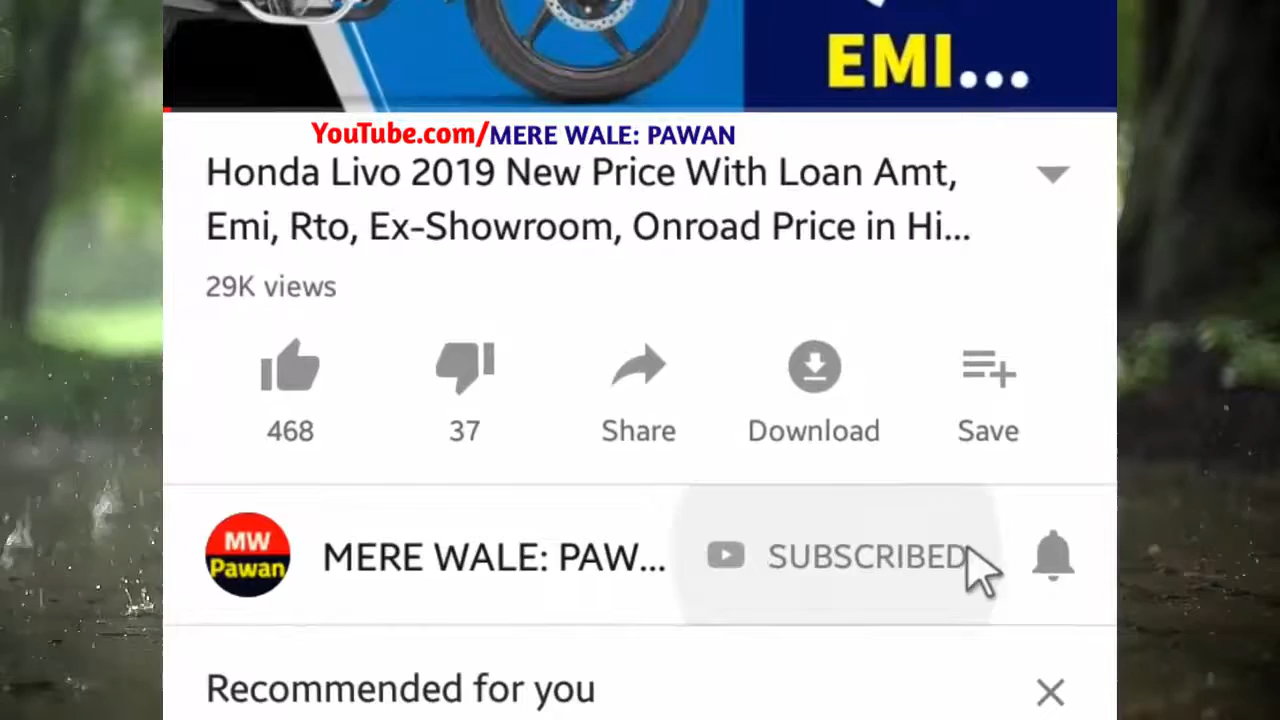 EMI...
YouTube.com/MERE WALE: PAWAN
Honda Livo 2019 New Price With Loan Amt,
Emi, Rto, Ex-Showroom, Onroad Price in Hi...
29K views
468
37
Share
Download
Save
MW
Pawan
MERE WALE: PAW...
SUBSCRIBED
Recommended for you